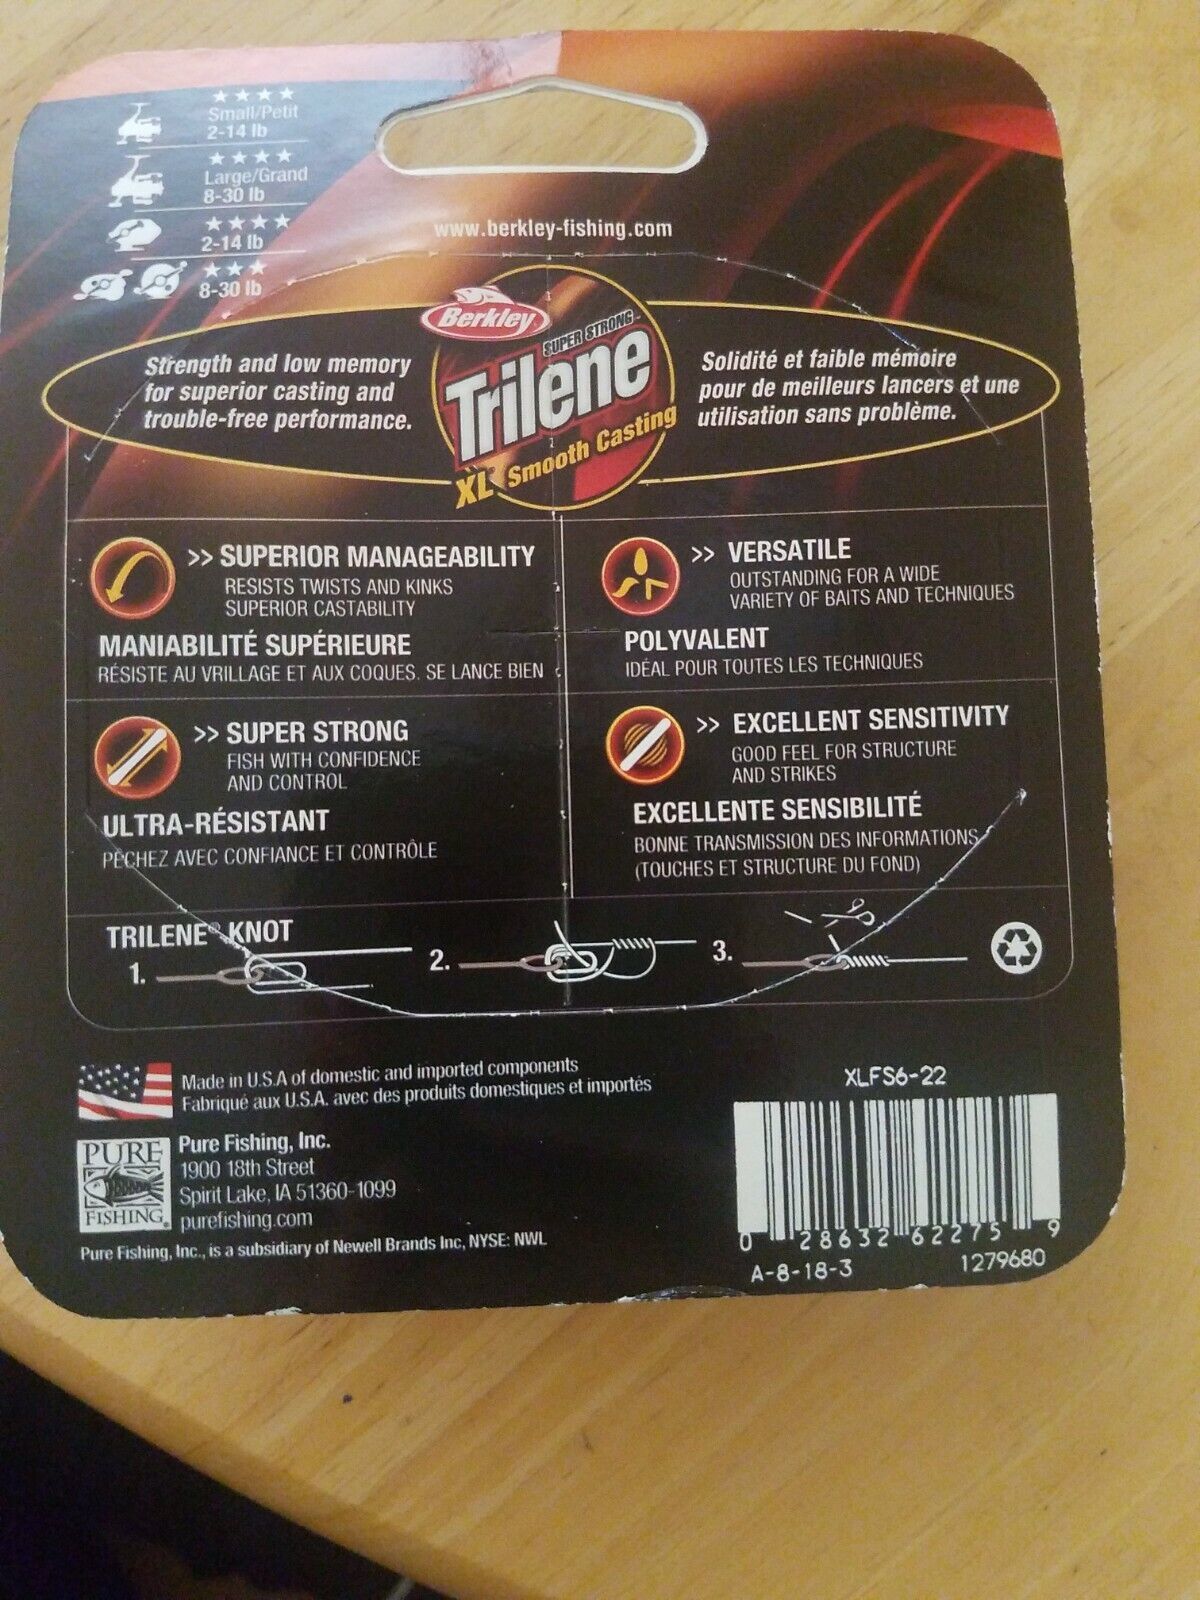 Small/Petit
2-14 lb
Large/Grand
8-30 lb
2-14 lb
8-30 lb
www.berkley-fishing.com
Berkley
SUPER STRONG
Trilene
XL Smooth Casting
Strength and low memory
for superior casting and
trouble-free performance.
Solidité et faible mémoire
pour de meilleurs lancers et une
utilisation sans problème.
>> SUPERIOR MANAGEABILITY
RESISTS TWISTS AND KINKS
SUPERIOR CASTABILITY
MANIABILITÉ SUPÉRIEURE
RÉSISTE AU VRILLAGE ET AUX COQUES. SE LANCE BIEN
>> VERSATILE
OUTSTANDING FOR A WIDE
VARIETY OF BAITS AND TECHNIQUES
POLYVALENT
IDÉAL POUR TOUTES LES TECHNIQUES
>> SUPER STRONG
FISH WITH CONFIDENCE
AND CONTROL
ULTRA-RÉSISTANT
PÊCHEZ AVEC CONFIANCE ET CONTRÔLE
>> EXCELLENT SENSITIVITY
GOOD FEEL FOR STRUCTURE
AND STRIKES
EXCELLENTE SENSIBILITÉ
BONNE TRANSMISSION DES INFORMATIONS
(TOUCHES ET STRUCTURE DU FOND)
TRILENE® KNOT
1.
2.
3.
Made in U.S.A of domestic and imported components
Fabriqué aux U.S.A. avec des produits domestiques et importés
PURE
FISHING®
Pure Fishing, Inc.
1900 18th Street
Spirit Lake, IA 51360-1099
purefishing.com
Pure Fishing, Inc., is a subsidiary of Newell Brands Inc, NYSE: NWL
XLFS6-22
0 28632 62275 9
A-8-18-3
1279680